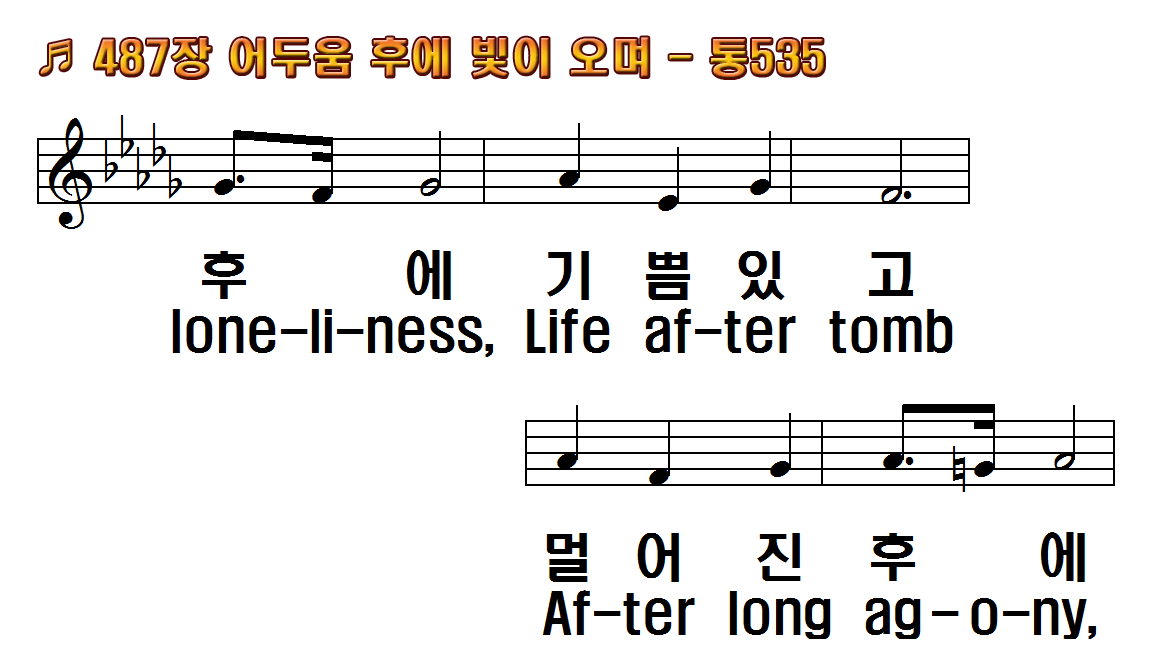 ♬ 487장 어두움 후에 빛이 오며 - 통535
후 에 기 쁨 있 고
lone-li-ness, Life af-ter tomb
멀 어 진 후 에
Af-ter long ag-o-ny,